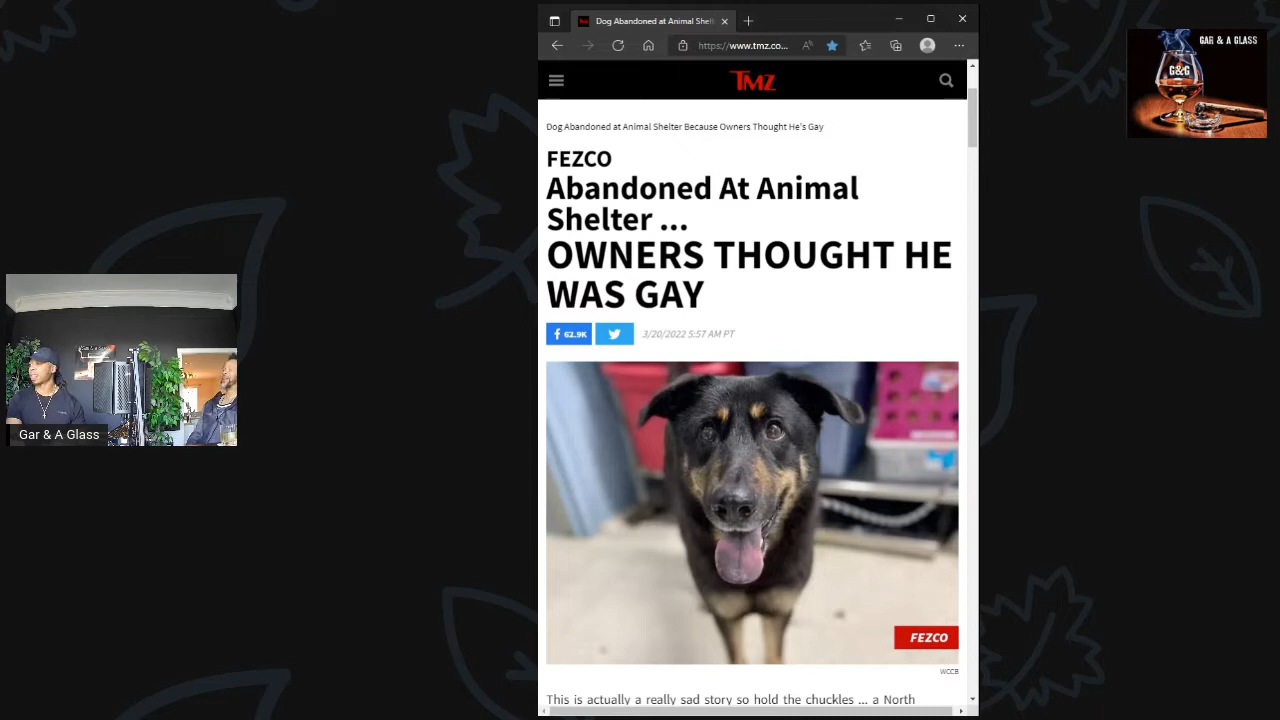 Dog Abandoned at Animal Shel
https://www.tmz.co...
TMZ
Dog Abandoned at Animal Shelter Because Owners Thought He's Gay
FEZCO
Abandoned At Animal
Shelter ...
OWNERS THOUGHT HE
WAS GAY
f 62.9K
3/20/2022 5:57 AM PT
FEZCO
WCCB
This is actually a really sad story so hold the chuckles ... a North
Gar & A Glass
GAR & A GLASS
G&G